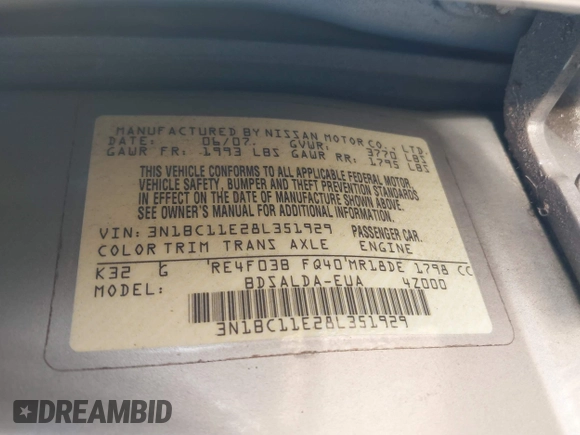 MANUFACTURED BY NISSAN MOTOR CO., LTD.
DATE: 06/07. GVWR: 3770 LBS
GAWR FR: 1993 LBS GAWR RR: 1795 LBS
THIS VEHICLE CONFORMS TO ALL APPLICABLE FEDERAL MOTOR
VEHICLE SAFETY, BUMPER AND THEFT PREVENTION STANDARDS
IN EFFECT ON THE DATE OF MANUFACTURE SHOWN ABOVE.
SEE OWNER'S MANUAL FOR ADDITIONAL INFORMATION.
VIN: 3N1BC11E28L351929 PASSENGER CAR.
COLOR TRIM TRANS AXLE ENGINE
K32 G 'RE4F03B FQ40'MR18DE 1798 CC
MODEL: BDSALDA-EUA 4Z000
3N1BC11E28L351929
DREAMBID